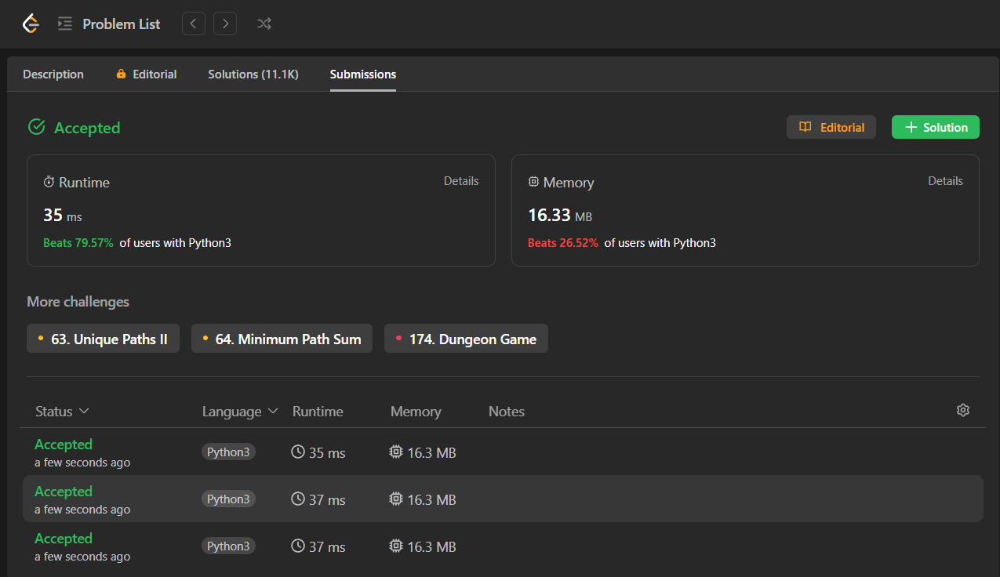 Problem List
Description Editorial Solutions (11.1K) Submissions
Accepted Editorial Solution
Runtime Details
35 ms
Beats 79.57% of users with Python3
Memory Details
16.33 MB
Beats 26.52% of users with Python3
More challenges
63. Unique Paths II 64. Minimum Path Sum 174. Dungeon Game
Status Language Runtime Memory Notes
Accepted
a few seconds ago
Python3 35 ms 16.3 MB
Accepted
a few seconds ago
Python3 37 ms 16.3 MB
Accepted
a few seconds ago
Python3 37 ms 16.3 MB